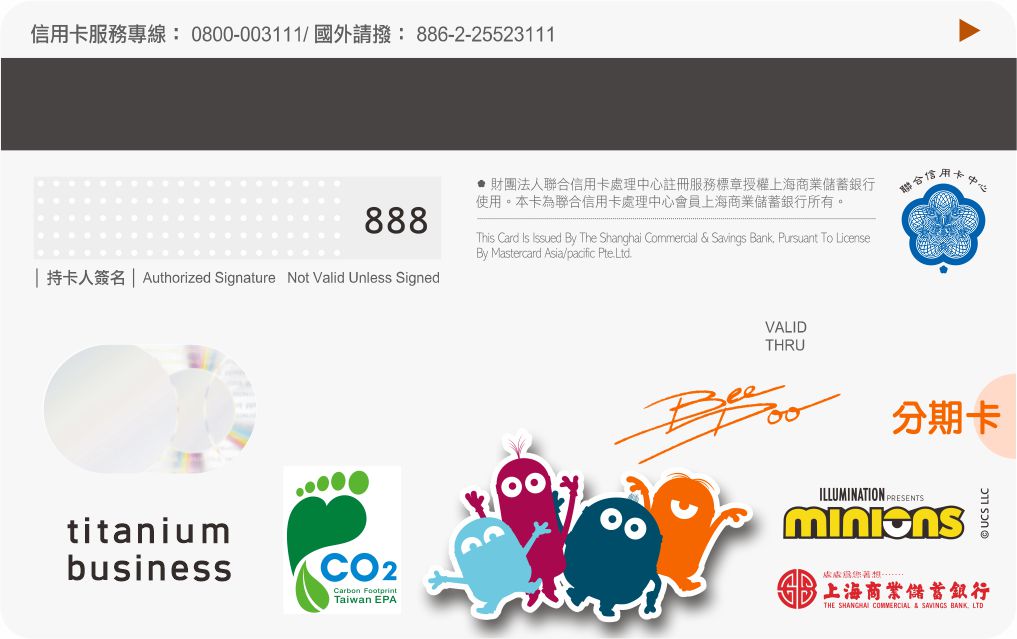 信用卡服務專線： 0800-003111/ 國外請撥： 886-2-25523111
聯合信用卡中心
● 財團法人聯合信用卡處理中心註冊服務標章授權上海商業儲蓄銀行
使用。本卡為聯合信用卡處理中心會員上海商業儲蓄銀行所有。
888
This Card Is Issued By The Shanghai Commercial & Savings Bank, Pursuant To License
By Mastercard Asia/pacific Pte.Ltd.
| 持卡人簽名 | Authorized Signature Not Valid Unless Signed
VALID
THRU
Bee
Doo
分期卡
titanium
business
CO2
Carbon Footprint
Taiwan EPA
ILLUMINATION PRESENTS
minions
© UCS LLC
處處為您著想‧‧‧‧‧‧‧
上海商業儲蓄銀行
THE SHANGHAI COMMERCIAL & SAVINGS BANK, LTD